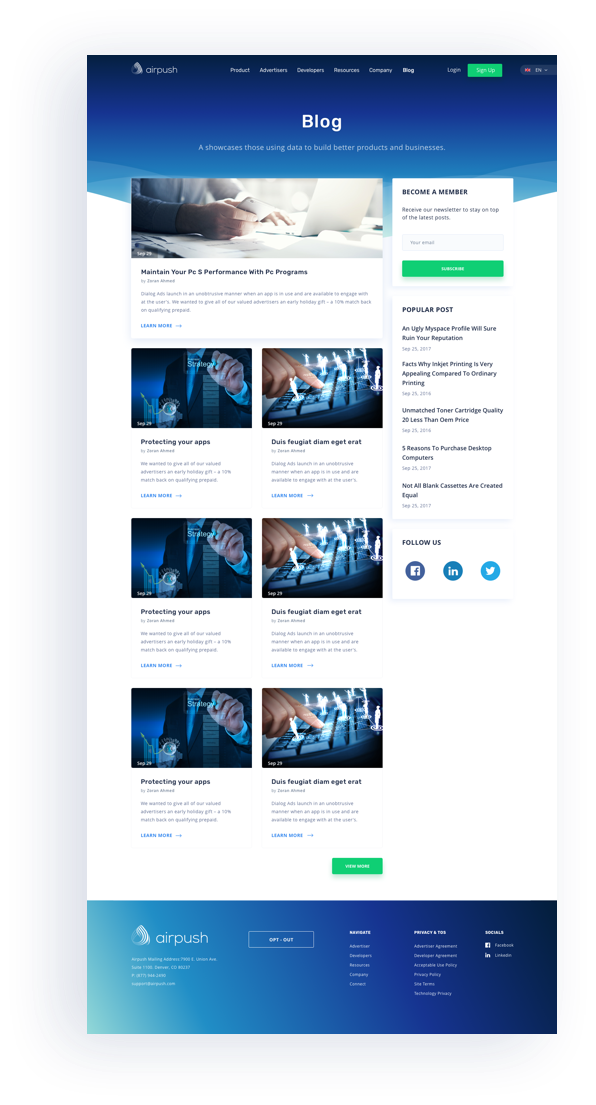 airpush
Product Advertisers Developers Resources Company Blog
Login Sign Up EN
Blog
A showcases those using data to build better products and businesses.
Sep 29
Maintain Your Pc S Performance With Pc Programs
by Zoran Ahmed
Dialog Ads launch in an unobtrusive manner when an app is in use and are available to engage with
at the user's .We wanted to give all of our valued advertisers an early holiday gift – a 10% match back
on qualifying prepaid.
LEARN MORE
BECOME A MEMBER
Receive our newsletter to stay on top
of the latest posts.
Your email
SUBSCRIBE
POPULAR POST
An Ugly Myspace Profile Will Sure
Ruin Your Reputation
Sep 25, 2017
Facts Why Inkjet Printing Is Very
Appealing Compared To Ordinary
Printing
Sep 25, 2016
Unmatched Toner Cartridge Quality
20 Less Than Oem Price
Sep 25, 2016
5 Reasons To Purchase Desktop
Computers
Sep 25, 2017
Not All Blank Cassettes Are Created
Equal
Sep 25, 2017
FOLLOW US
Strategy
Sep 29
Protecting your apps
by Zoran Ahmed
We wanted to give all of our valued
advertisers an early holiday gift – a 10%
match back on qualifying prepaid.
LEARN MORE
Sep 29
Duis feugiat diam eget erat
by Zoran Ahmed
Dialog Ads launch in an unobtrusive
manner when an app is in use and are
available to engage with at the user's.
LEARN MORE
Strategy
Sep 29
Protecting your apps
by Zoran Ahmed
We wanted to give all of our valued
advertisers an early holiday gift – a 10%
match back on qualifying prepaid.
LEARN MORE
Sep 29
Duis feugiat diam eget erat
by Zoran Ahmed
Dialog Ads launch in an unobtrusive
manner when an app is in use and are
available to engage with at the user's.
LEARN MORE
Strategy
Sep 29
Protecting your apps
by Zoran Ahmed
We wanted to give all of our valued
advertisers an early holiday gift – a 10%
match back on qualifying prepaid.
LEARN MORE
Sep 29
Duis feugiat diam eget erat
by Zoran Ahmed
Dialog Ads launch in an unobtrusive
manner when an app is in use and are
available to engage with at the user's.
LEARN MORE
VIEW MORE
airpush
Airpush Mailing Address:7900 E. Union Ave,
Suite 1100. Denver, CO 80237
P: (877) 944-2490
support@airpush.com
OPT - OUT
NAVIGATE
Advertiser
Developers
Resources
Company
Connect
PRIVACY & TOS
Advertiser Agreement
Developer Agreement
Acceptable Use Policy
Privacy Policy
Site Terms
Technology Privacy
SOCIALS
Facebook
Linkedin